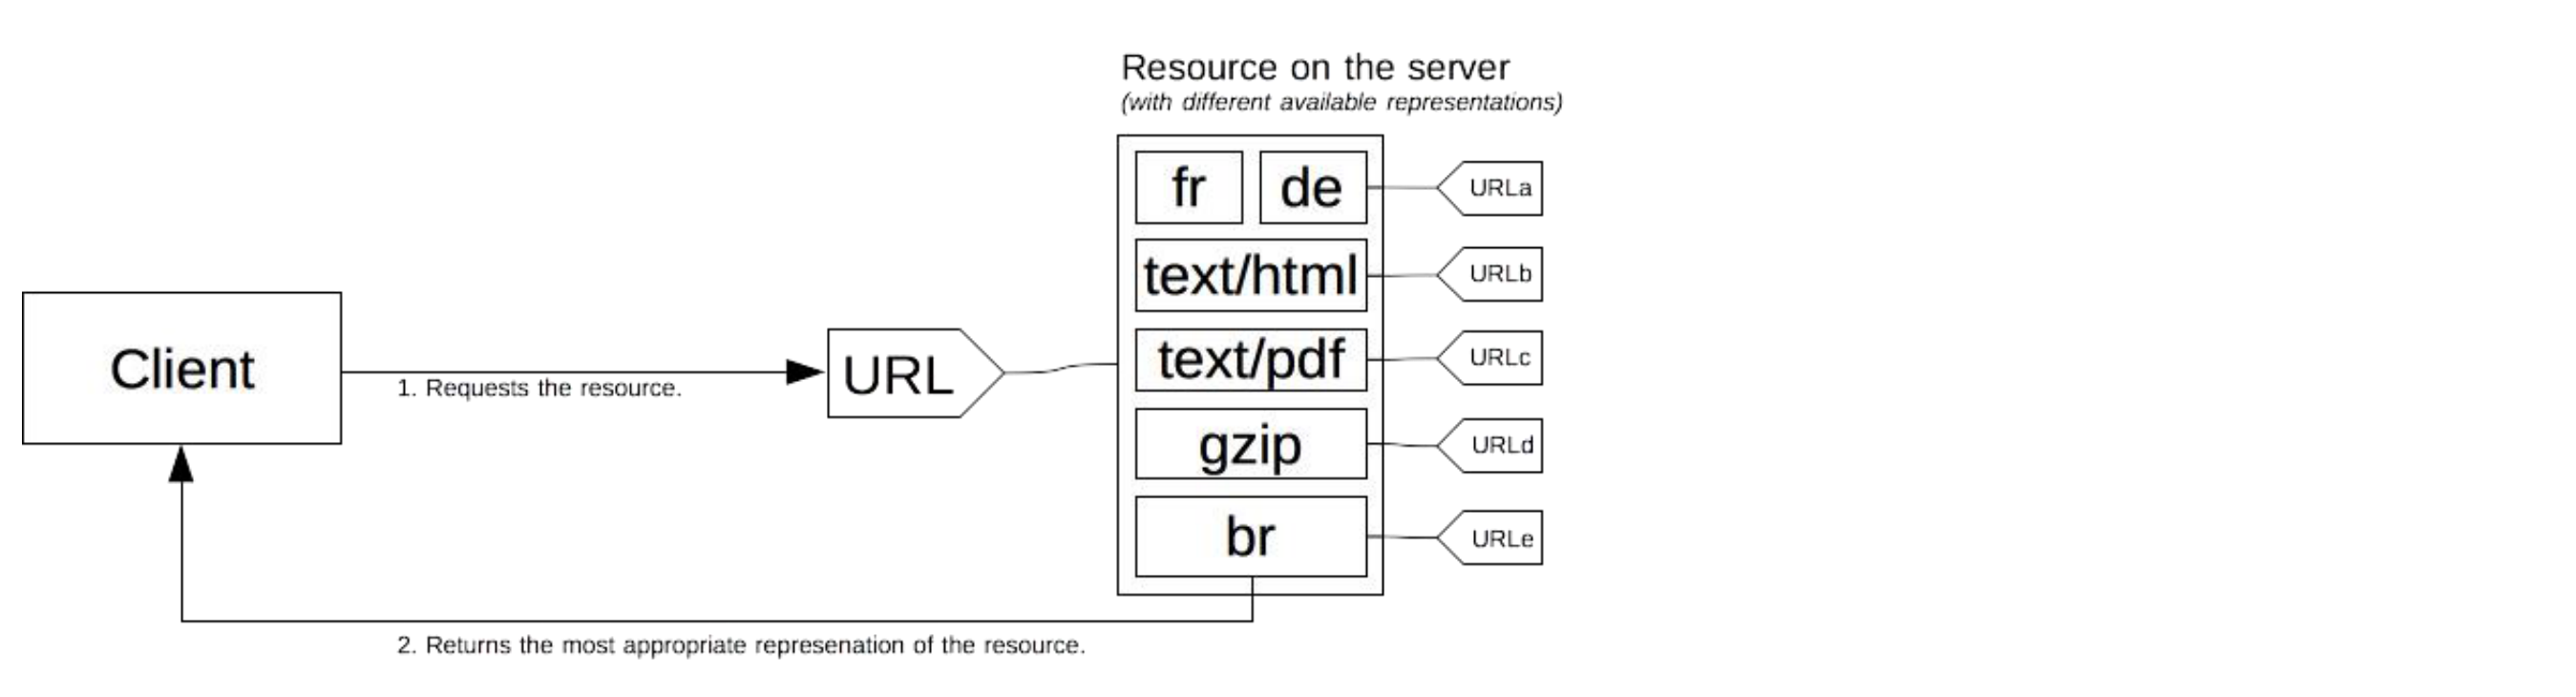 Resource on the server
(with different available representations)
fr
de
URLa
text/html
URLb
Client
1. Requests the resource.
URL
text/pdf
URLc
gzip
URLd
br
URLe
2. Returns the most appropriate represenation of the resource.